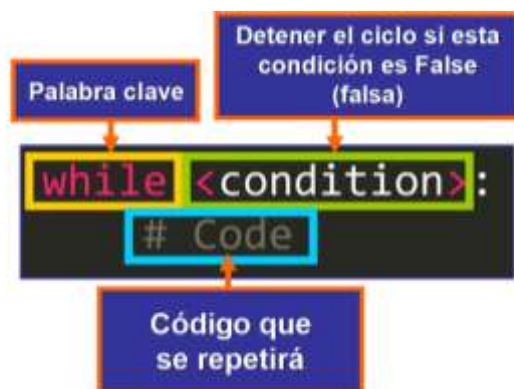 Detener el ciclo si esta
condición es False
(falsa)
Palabra clave
while <condition>:
# Code
Código que
se repetirá